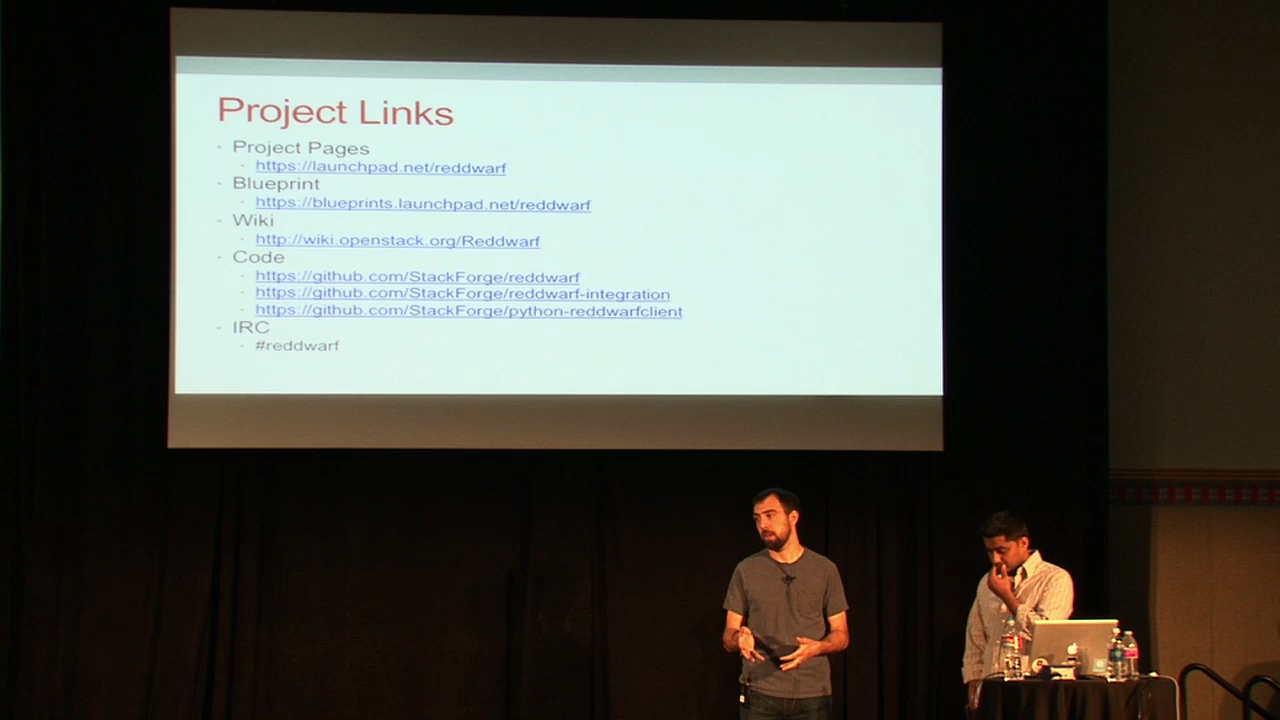 Project Links
Project Pages
https://launchpad.net/reddwarf
Blueprint
https://blueprints.launchpad.net/reddwarf
Wiki
http://wiki.openstack.org/Reddwarf
Code
https://github.com/StackForge/reddwarf
https://github.com/StackForge/reddwarf-integration
https://github.com/StackForge/python-reddwarfclient
IRC
#reddwarf